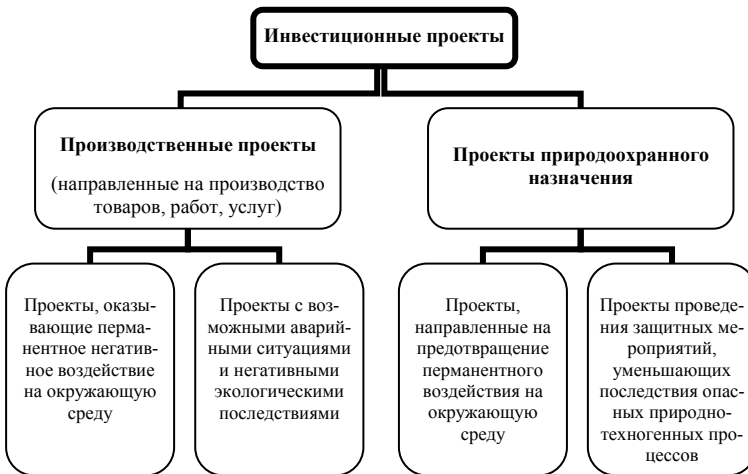 Инвестиционные проекты
Производственные проекты
(направленные на производство
товаров, работ, услуг)
Проекты природоохранного
назначения
Проекты, оказы-
вающие перма-
нентное негатив-
ное воздействие
на окружающую
среду
Проекты с воз-
можными аварий-
ными ситуациями
и негативными
экологическими
последствиями
Проекты,
направленные на
предотвращение
перманентного
воздействия на
окружающую
среду
Проекты проведе-
ния защитных ме-
роприятий,
уменьшающих
последствия опас-
ных природно-
техногенных про-
цессов